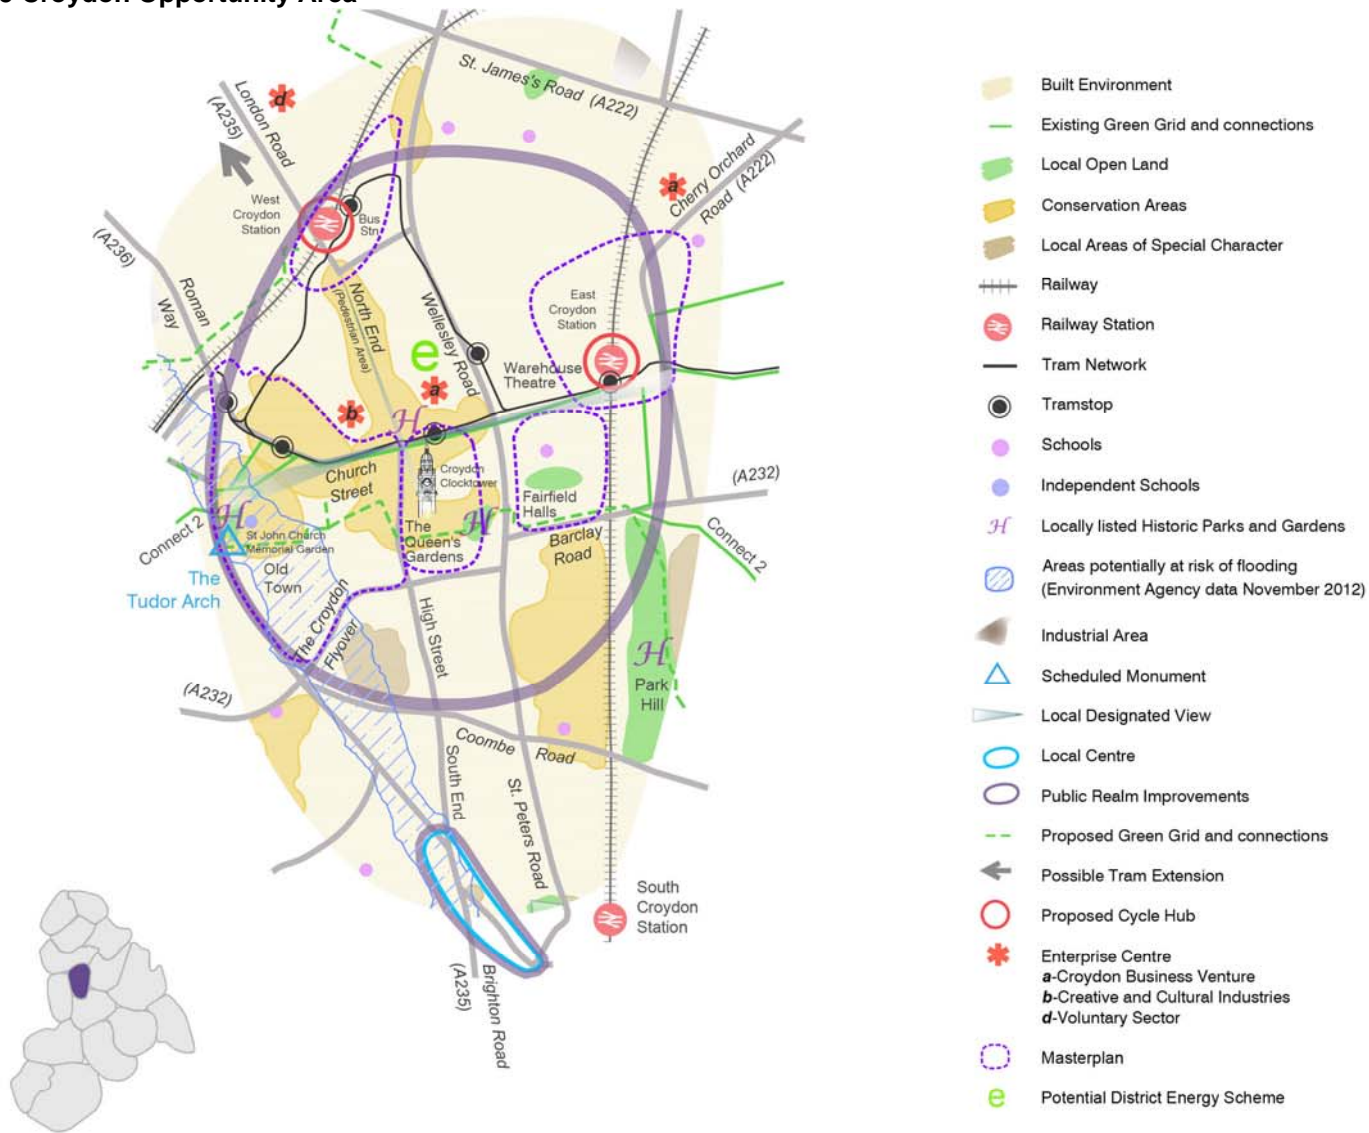 Croydon Opportunity Area
St. James's Road (A222)
London Road
(A235)
d
a
Cherry Orchard
Road (A222)
West
Croydon
Station
Bus
Stn
(A236)
Roman
Way
North End
(Pedestrian Area)
Wellesley Road
East
Croydon
Station
e
Warehouse
Theatre
a
b
H
Church
Street
Croydon
Clocktower
(A232)
Fairfield
Halls
H
H
Connect 2
St John Church
Memorial Garden
The
Queen's
Gardens
Barclay
Road
Connect 2
The
Tudor Arch
Old
Town
The Croydon
Flyover
High Street
H
Park
Hill
(A232)
Coombe Road
South End
St. Peters Road
South
Croydon
Station
(A235)
Brighton Road
Built Environment
Existing Green Grid and connections
Local Open Land
Conservation Areas
Local Areas of Special Character
Railway
Railway Station
Tram Network
Tramstop
Schools
Independent Schools
H Locally listed Historic Parks and Gardens
Areas potentially at risk of flooding
(Environment Agency data November 2012)
Industrial Area
Scheduled Monument
Local Designated View
Local Centre
Public Realm Improvements
Proposed Green Grid and connections
Possible Tram Extension
Proposed Cycle Hub
Enterprise Centre
a-Croydon Business Venture
b-Creative and Cultural Industries
d-Voluntary Sector
Masterplan
e Potential District Energy Scheme